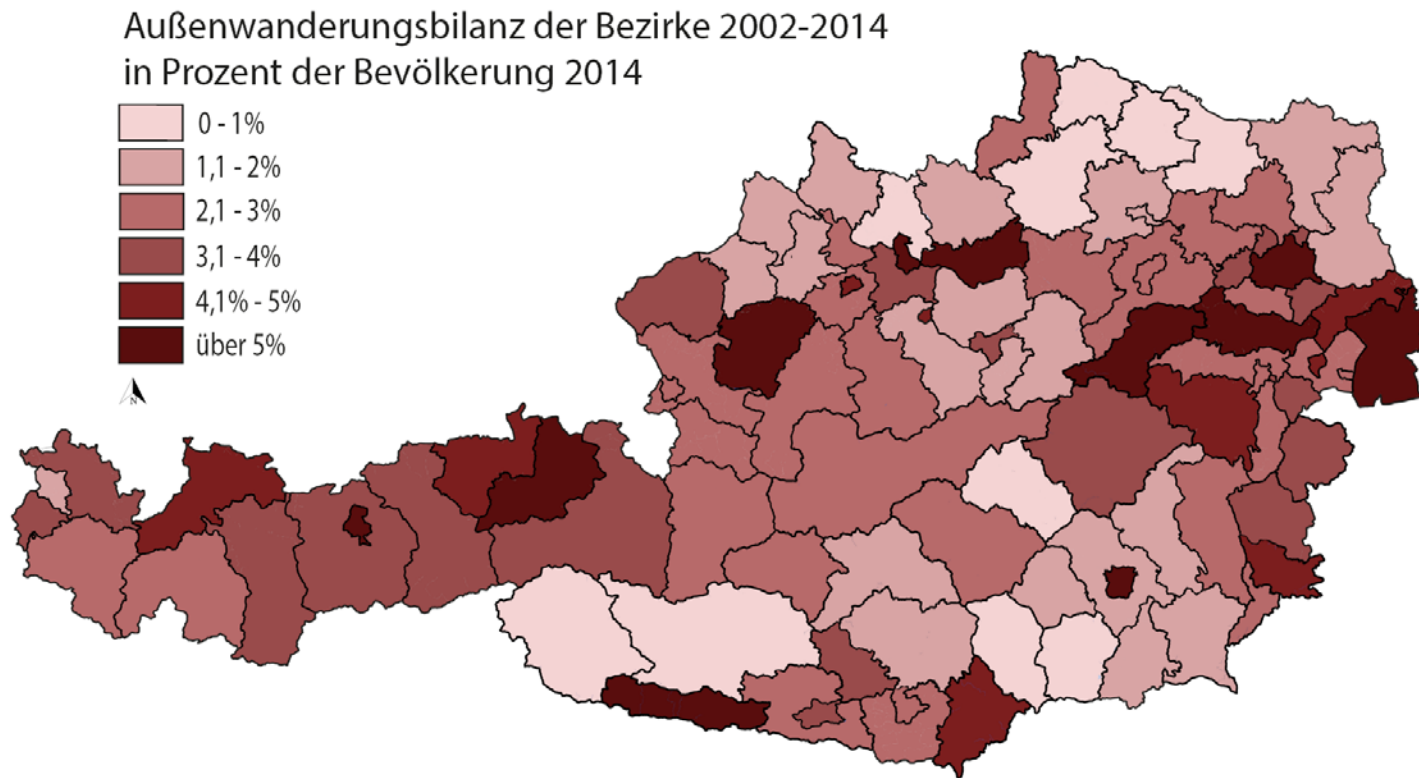 Außenwanderungsbilanz der Bezirke 2002-2014
in Prozent der Bevölkerung 2014
0 - 1%
1,1 - 2%
2,1 - 3%
3,1 - 4%
4,1% - 5%
über 5%
N